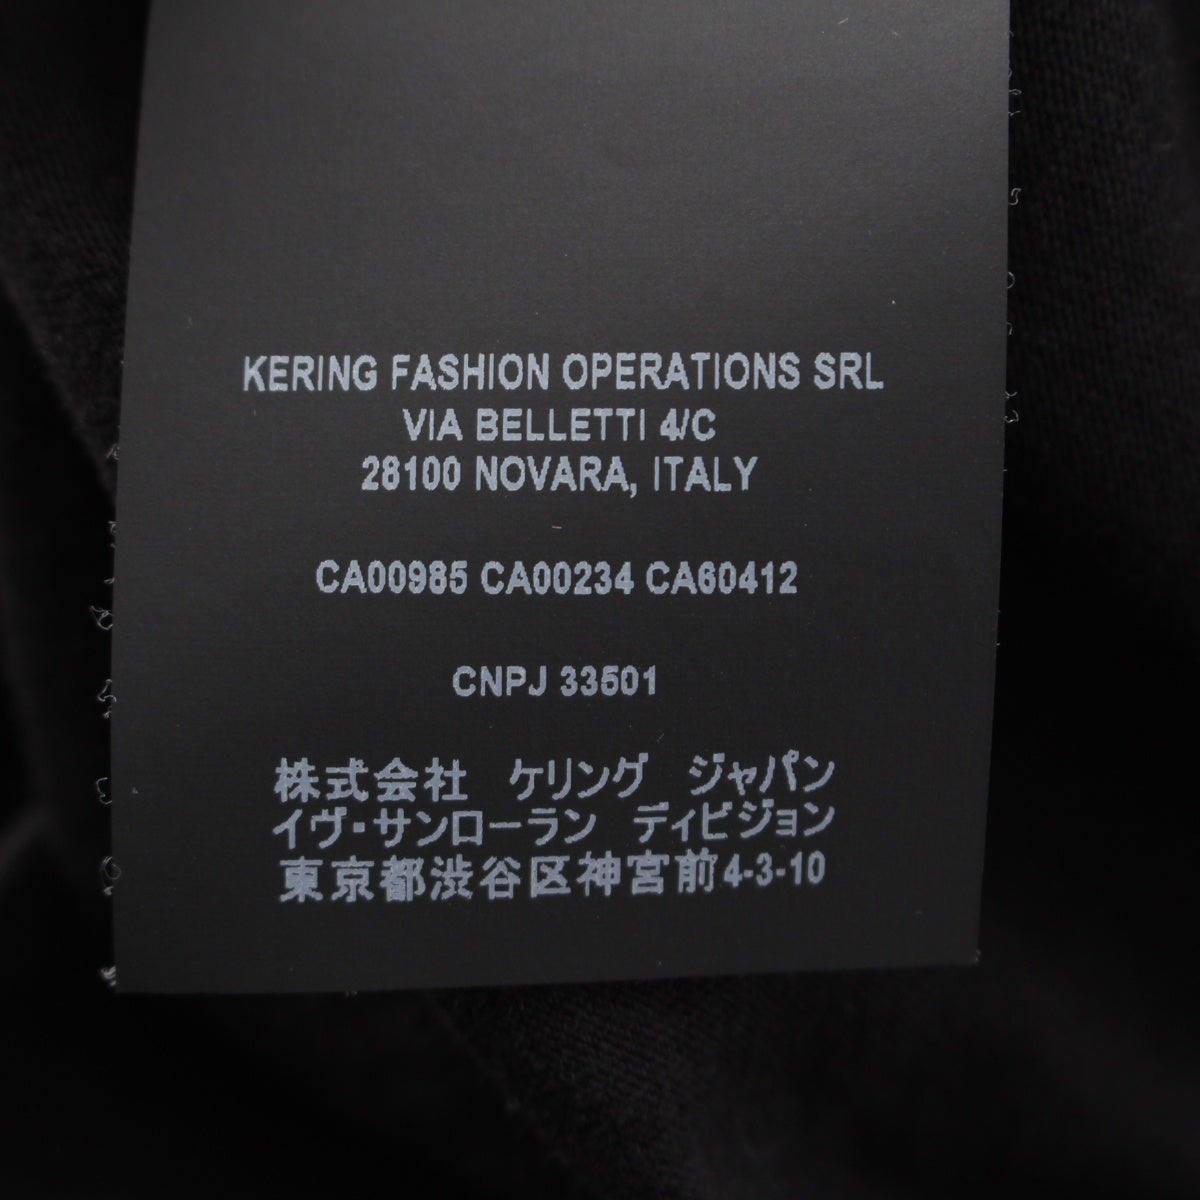 KERING FASHION OPERATIONS SRL
VIA BELLETTI 4/C
28100 NOVARA, ITALY
CA00985 CA00234 CA60412
CNPJ 33501
株式会社 ケリング ジャパン
イヴ・サンローラン ディビジョン
東京都渋谷区神宮前4-3-10